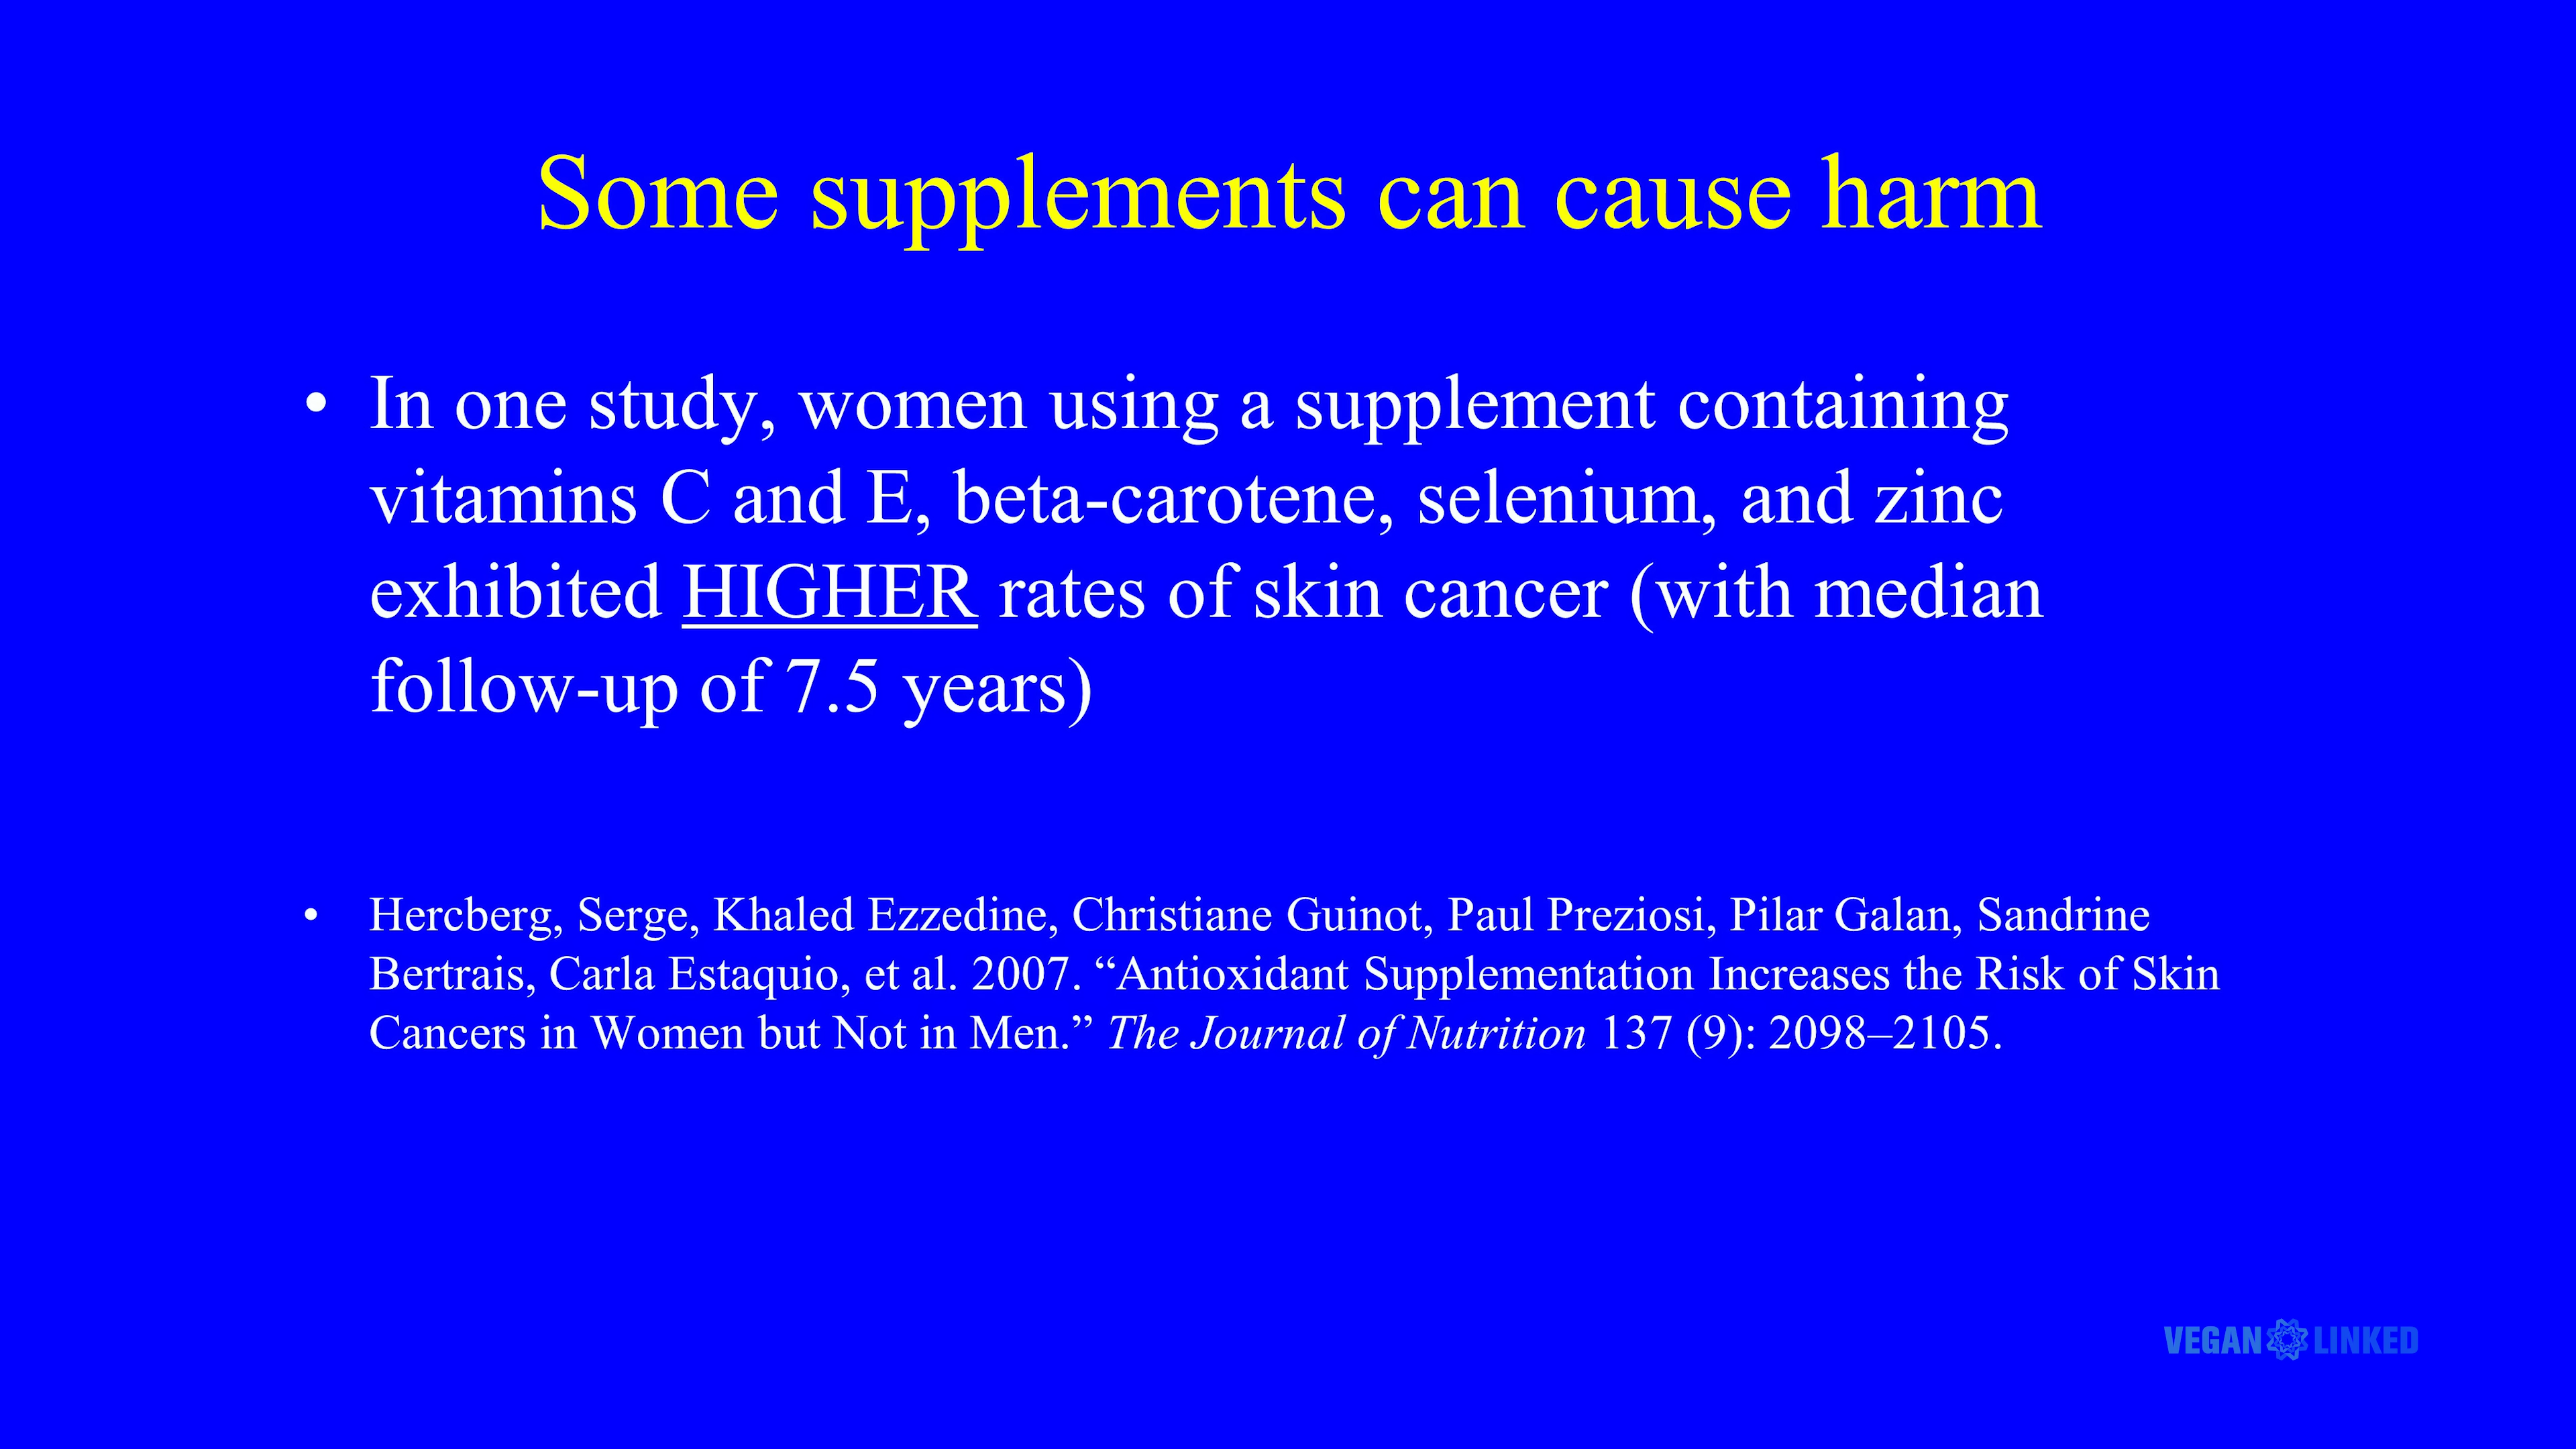 Some supplements can cause harm
• In one study, women using a supplement containing
vitamins C and E, beta-carotene, selenium, and zinc
exhibited HIGHER rates of skin cancer (with median
follow-up of 7.5 years)
• Hercberg, Serge, Khaled Ezzedine, Christiane Guinot, Paul Preziosi, Pilar Galan, Sandrine
Bertrais, Carla Estaquio, et al. 2007. “Antioxidant Supplementation Increases the Risk of Skin
Cancers in Women but Not in Men.” The Journal of Nutrition 137 (9): 2098–2105.
VEGAN LINKED